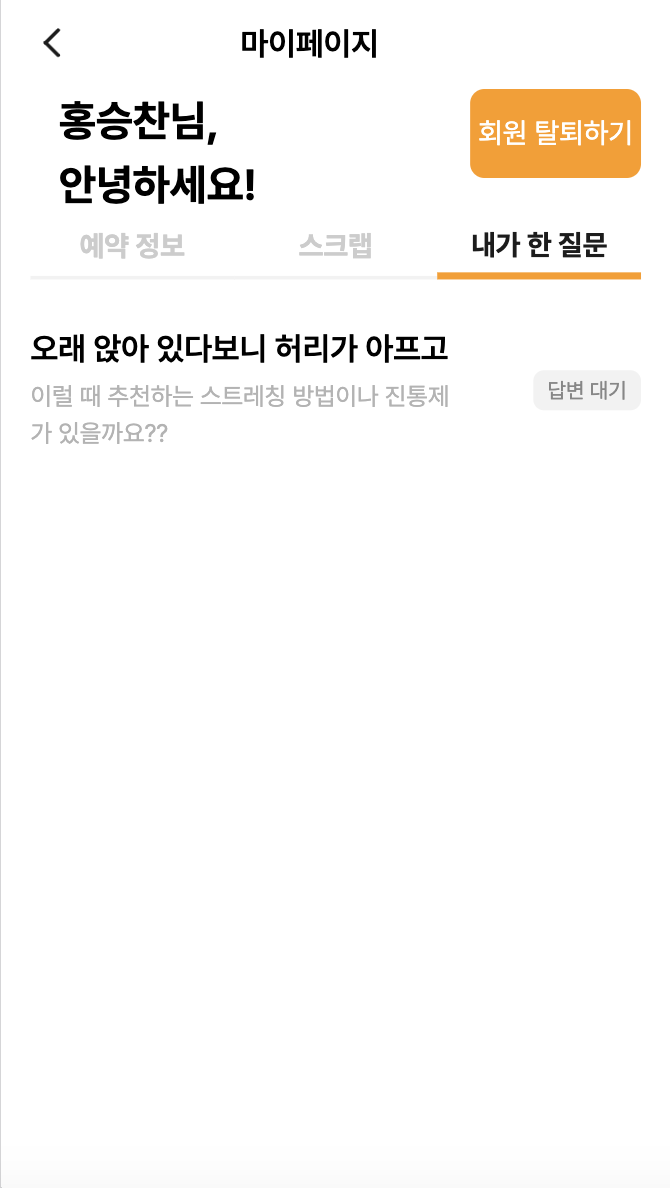 마이페이지
홍승찬님,
안녕하세요!
회원 탈퇴하기
예약 정보
스크랩
내가 한 질문
오래 앉아 있다보니 허리가 아프고
이럴 때 추천하는 스트레칭 방법이나 진통제
가 있을까요??
답변 대기